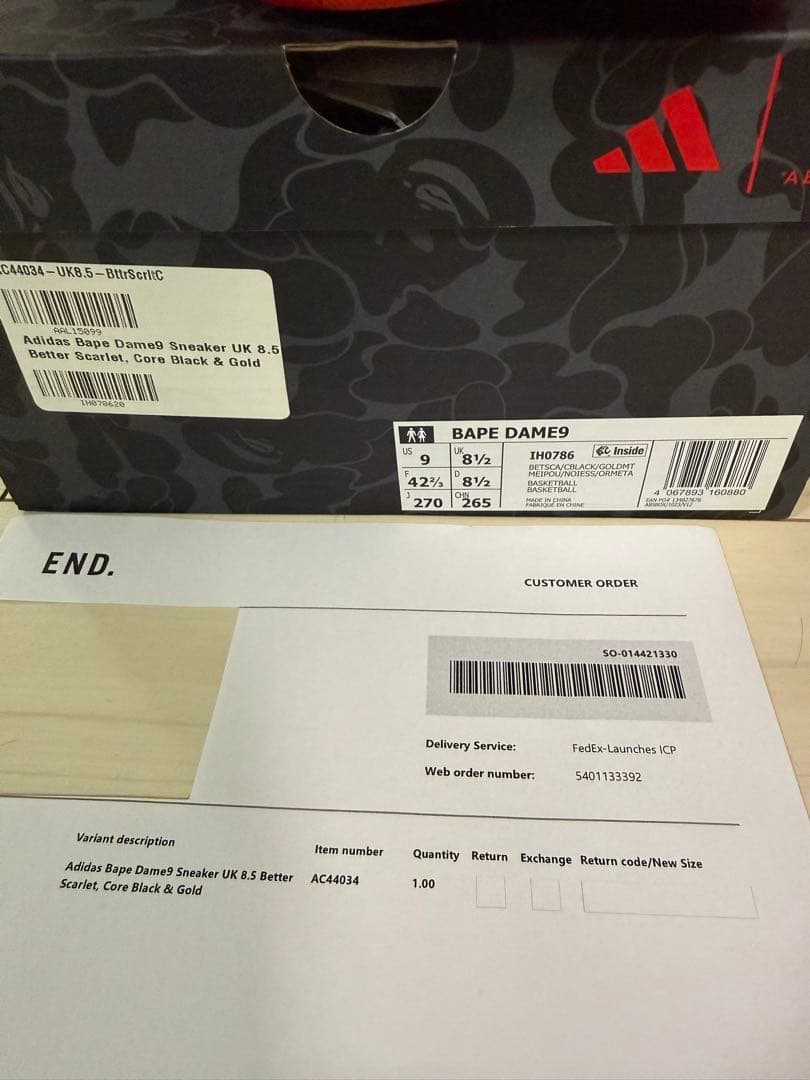 C44034-UK8.5-BttrScrltC
AAL15099
Adidas Bape Dame9 Sneaker UK 8.5
Better Scarlet, Core Black & Gold
IH078620
BAPE DAME9
US 9
UK 8½
F 42⅔
D 8½
J 270
CHN 265
IH0786
Inside
BETSCA/CBLACK/GOLDMT
MEIPOU/NOIESS/ORMETA
BASKETBALL
BASKETBALL
MADE IN CHINA
FABRIQUÉ EN CHINE
4 067893 160880
END.
CUSTOMER ORDER
SO-014421330
Delivery Service: FedEx-Launches ICP
Web order number: 5401133392
Variant description Item number Quantity Return Exchange Return code/New Size
Adidas Bape Dame9 Sneaker UK 8.5 Better AC44034 1.00
Scarlet, Core Black & Gold